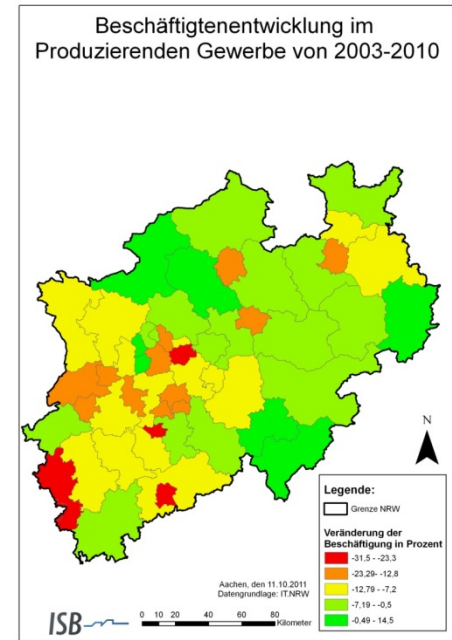 Beschäftigtenentwicklung im
Produzierenden Gewerbe von 2003-2010
N
Legende:
Grenze NRW
Veränderung der
Beschäftigung in Prozent
-31,5 - -23,3
-23,29- -12,8
-12,79 - -7,2
-7,19 - -0,5
-0,49 - 14,5
Aachen, den 11.10.2011
Datengrundlage: IT.NRW
ISB
0 10 20 40 60 80
Kilometer